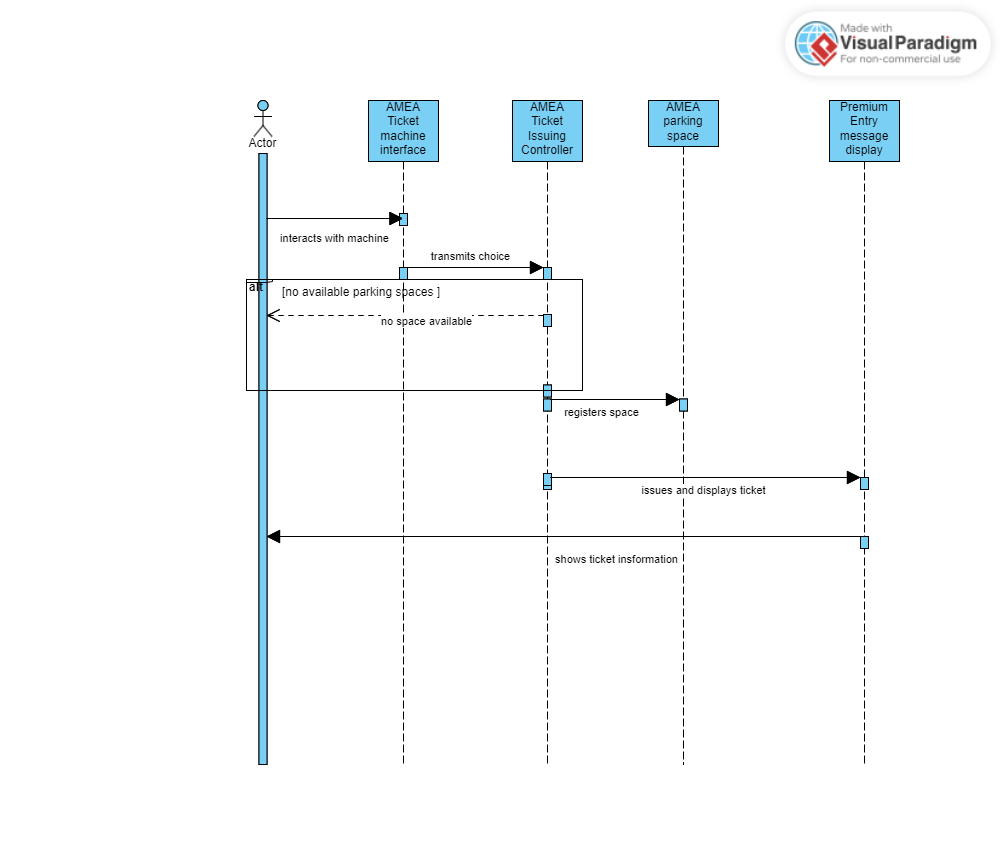 Made with
Visual Paradigm
For non-commercial use
Actor
AMEA
Ticket
machine
interface
AMEA
Ticket
Issuing
Controller
AMEA
parking
space
Premium
Entry
message
display
interacts with machine
transmits choice
alt
[no available parking spaces ]
no space available
registers space
issues and displays ticket
shows ticket insformation